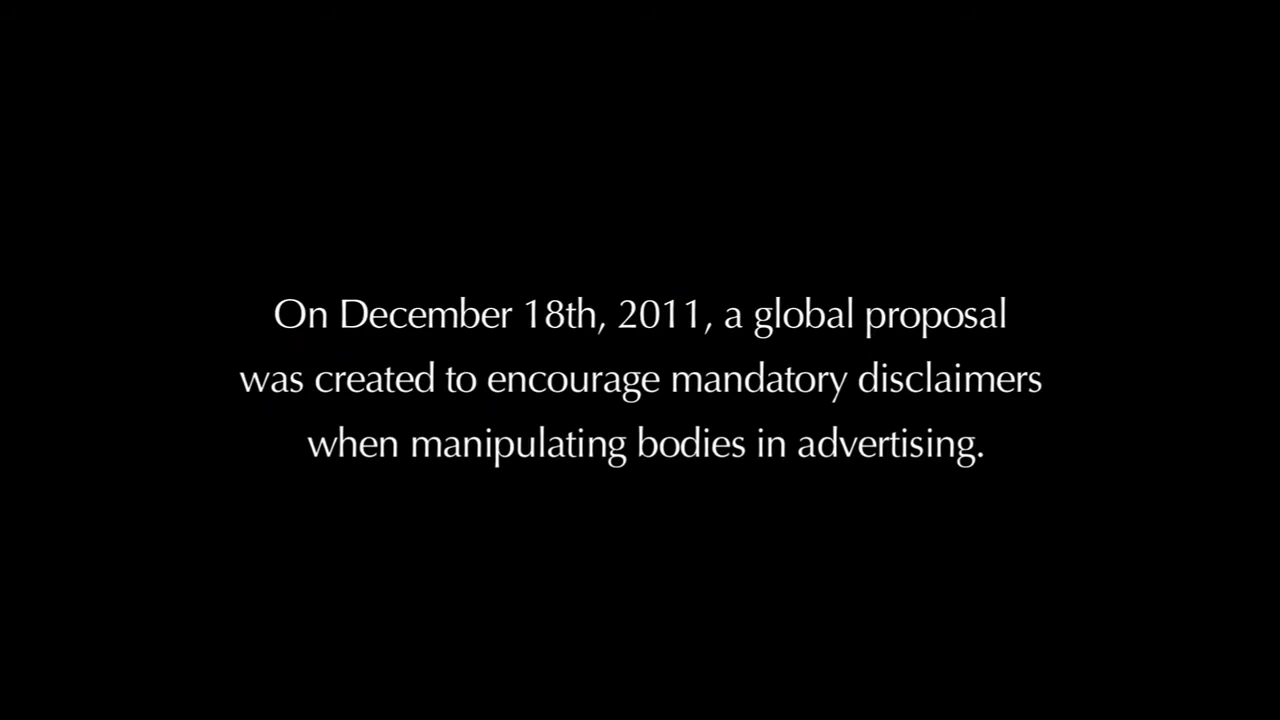 On December 18th, 2011, a global proposal
was created to encourage mandatory disclaimers
when manipulating bodies in advertising.